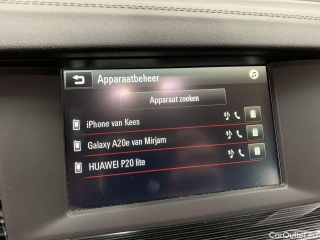 Apparaatbeheer
Apparaat zoeken
iPhone van Kees
Galaxy A20e van Mirjam
HUAWEI P20 lite
CarOutlet.eu